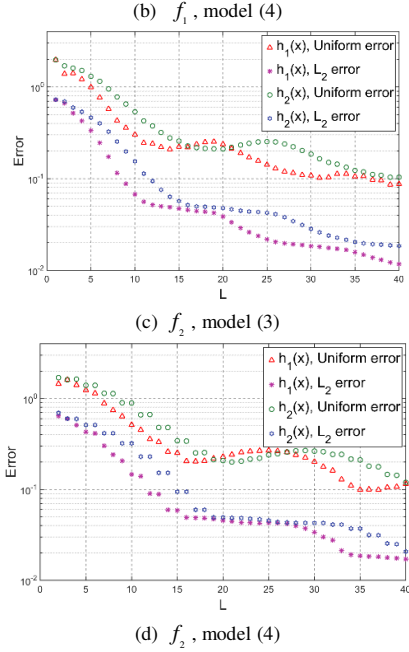 (b) f₁ , model (4)
h₁(x), Uniform error
h₁(x), L₂ error
h₂(x), Uniform error
h₂(x), L₂ error
10⁰
10⁻¹
10⁻²
Error
0 5 10 15 20 25 30 35 40
L
(c) f₂ , model (3)
h₁(x), Uniform error
h₁(x), L₂ error
h₂(x), Uniform error
h₂(x), L₂ error
10⁰
10⁻¹
10⁻²
Error
0 5 10 15 20 25 30 35 40
L
(d) f₂ , model (4)